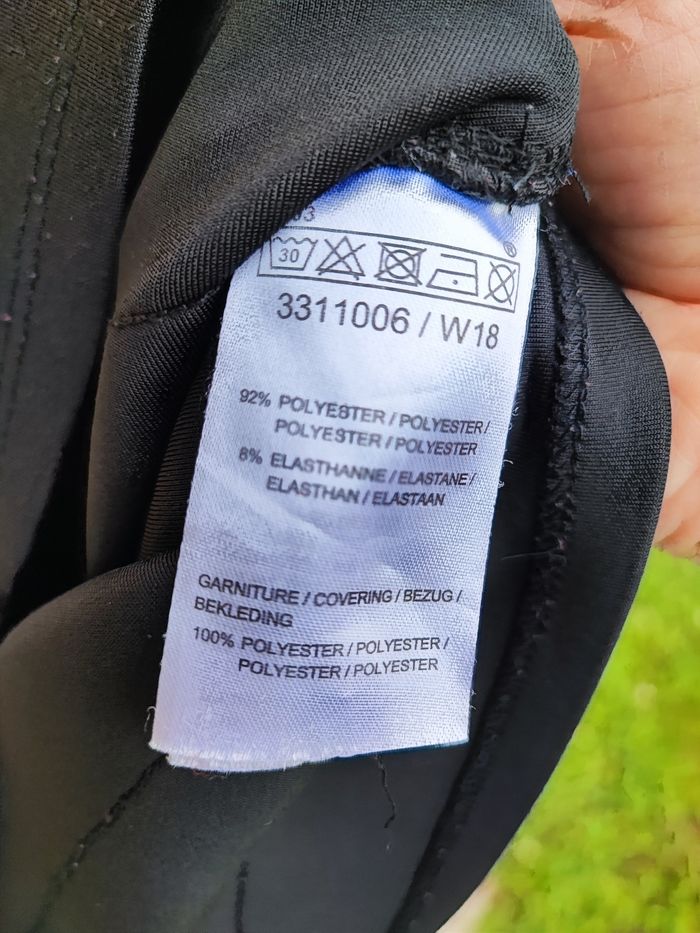 30
®
3311006 / W18
92% POLYESTER / POLYESTER /
POLYESTER / POLYESTER
8% ELASTHANNE / ELASTANE /
ELASTHAN / ELASTAAN
GARNITURE / COVERING / BEZUG /
BEKLEDING
100% POLYESTER / POLYESTER /
POLYESTER / POLYESTER